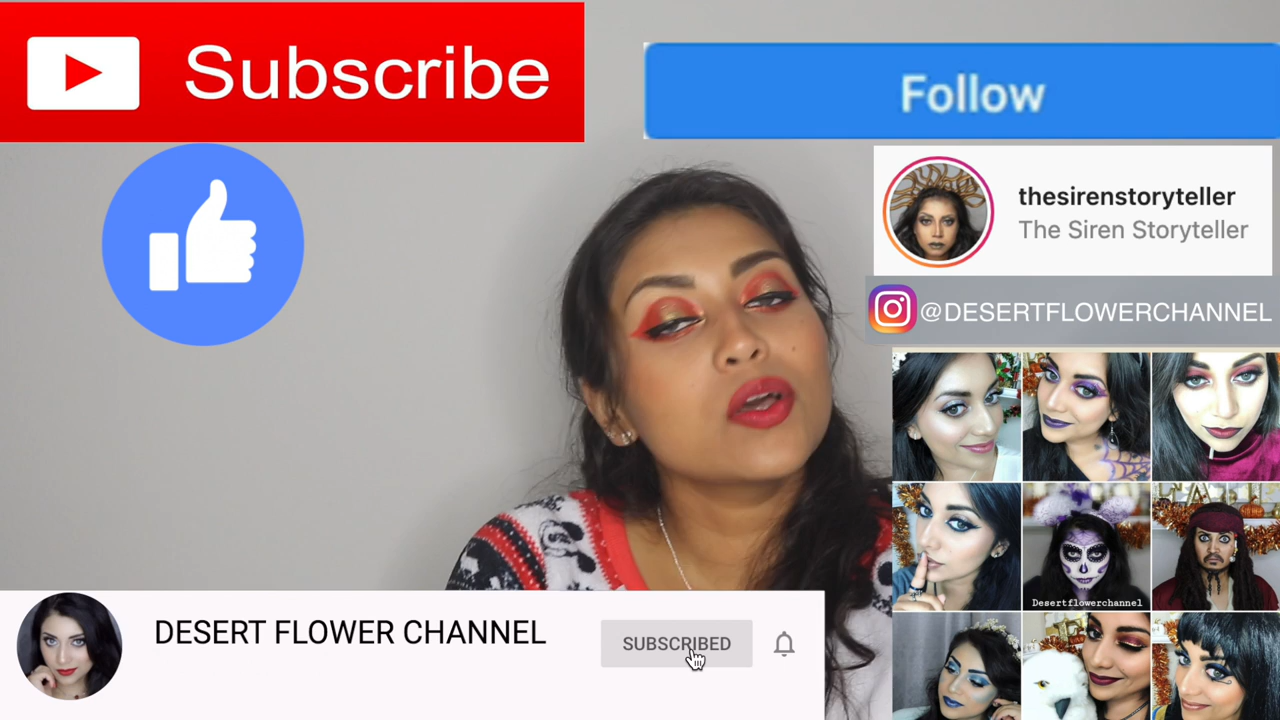 Subscribe
Follow
thesirenstoryteller
The Siren Storyteller
@DESERTFLOWERCHANNEL
Desertflowerchannel
DESERT FLOWER CHANNEL
SUBSCRIBED